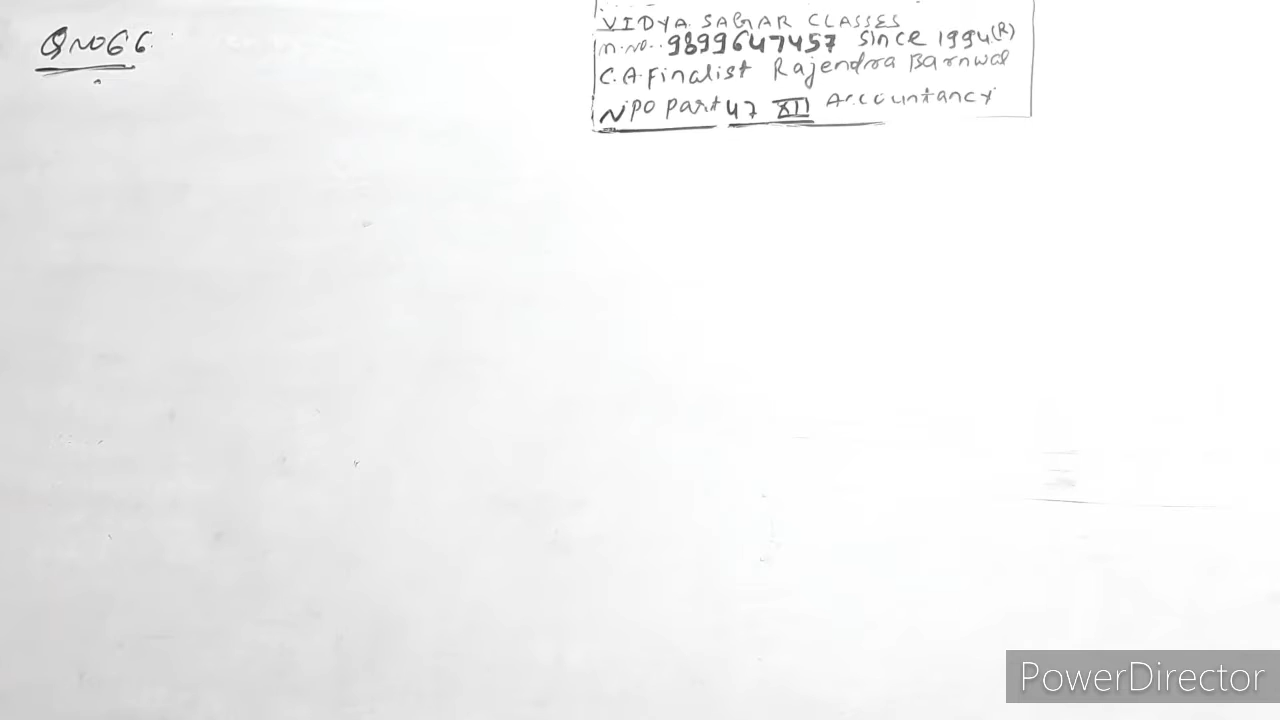 Q NO 66
VIDYA SAGAR CLASSES
M.NO.. 9899647457 Since 1994(R)
C.A. Finalist Rajendra Barnwal
NPO Part 47 XII Accountancy
PowerDirector